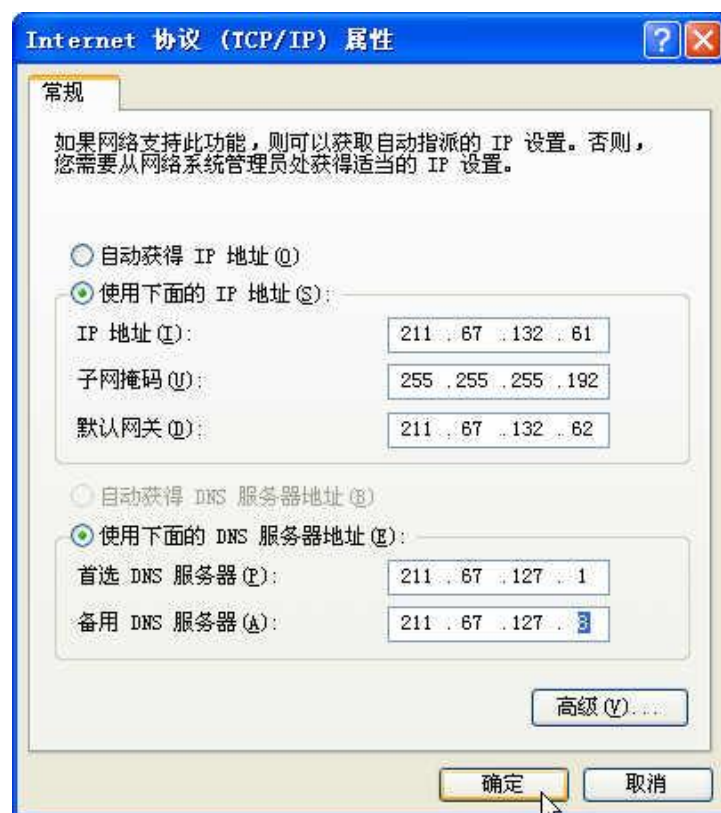 Internet 协议 (TCP/IP) 属性
常规
如果网络支持此功能，则可以获取自动指派的 IP 设置。否则，
您需要从网络系统管理员处获得适当的 IP 设置。
自动获得 IP 地址(O)
使用下面的 IP 地址(S):
IP 地址(I): 211 . 67 . 132 . 61
子网掩码(U): 255 . 255 . 255 . 192
默认网关(D): 211 . 67 . 132 . 62
自动获得 DNS 服务器地址(B)
使用下面的 DNS 服务器地址(E):
首选 DNS 服务器(P): 211 . 67 . 127 . 1
备用 DNS 服务器(A): 211 . 67 . 127 . 3
高级(V)...
确定 取消